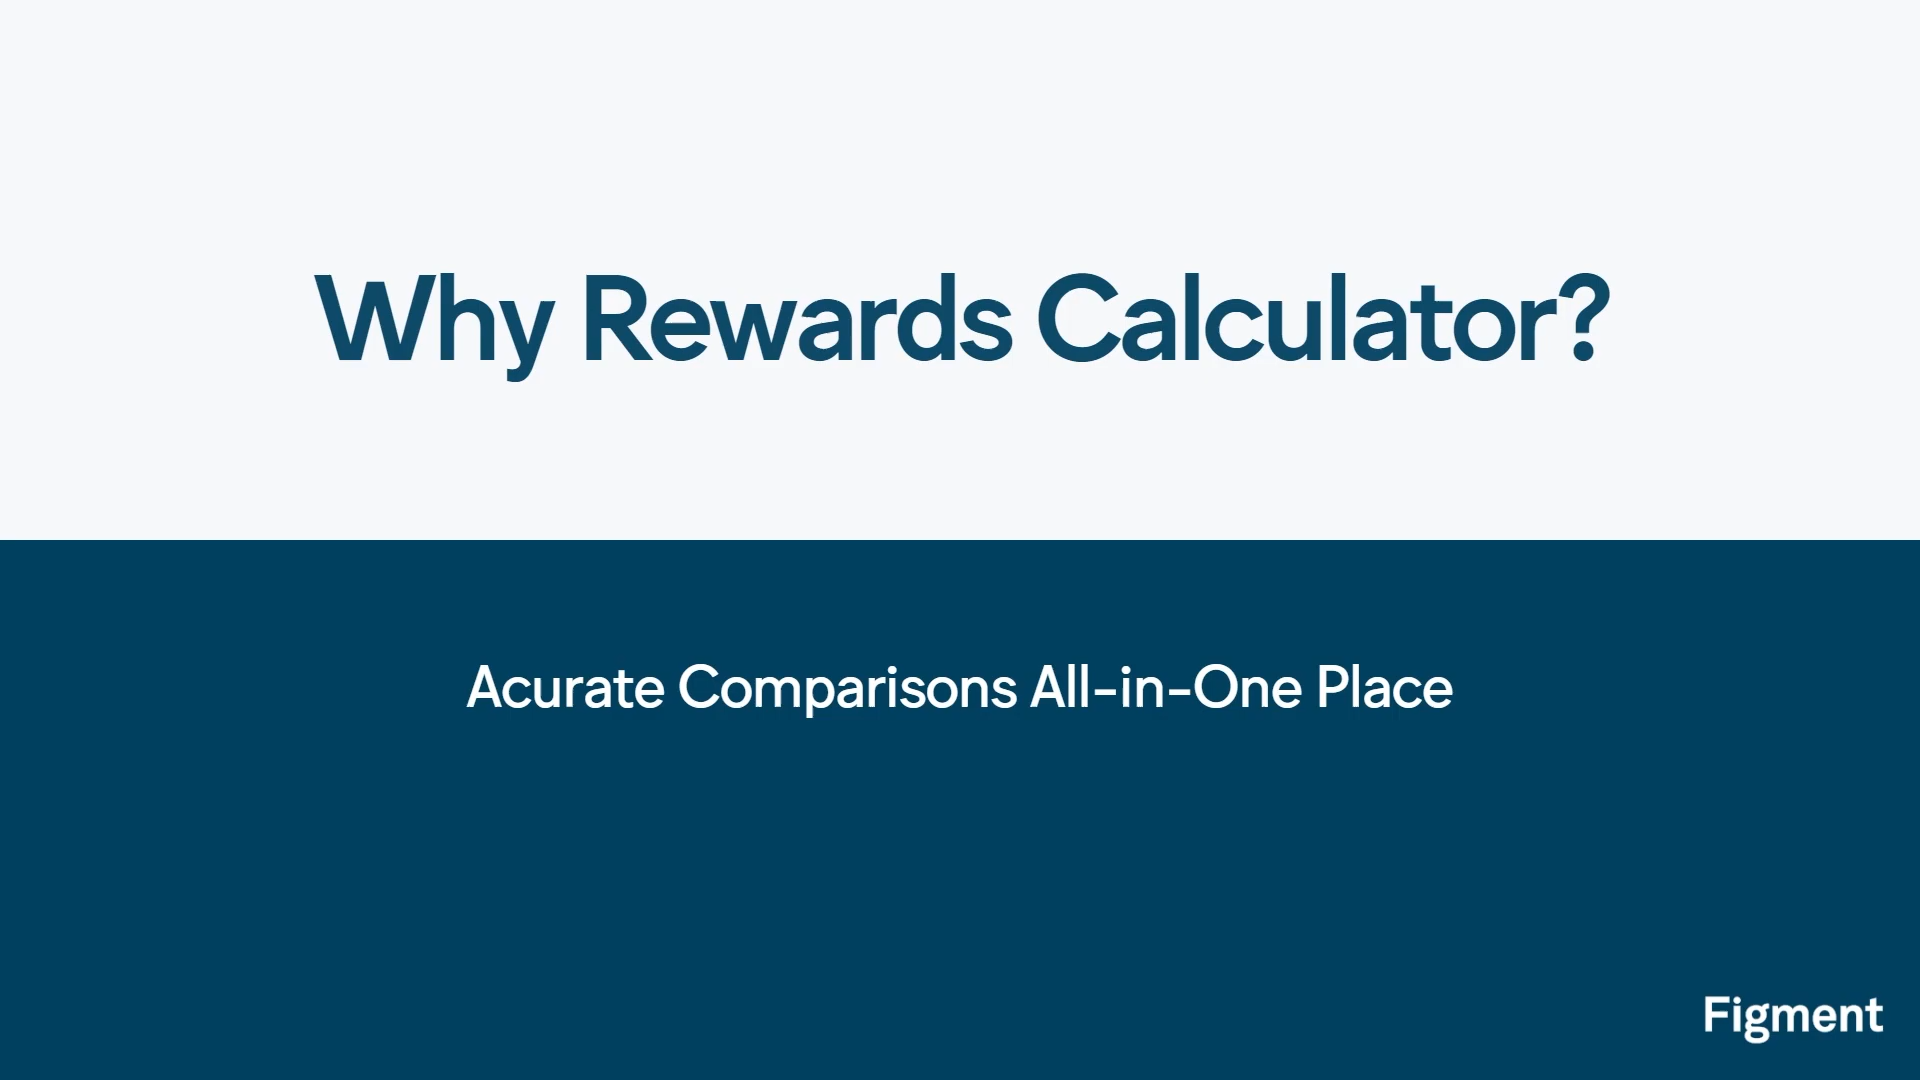 Why Rewards Calculator?
Acurate Comparisons All-in-One Place
Figment